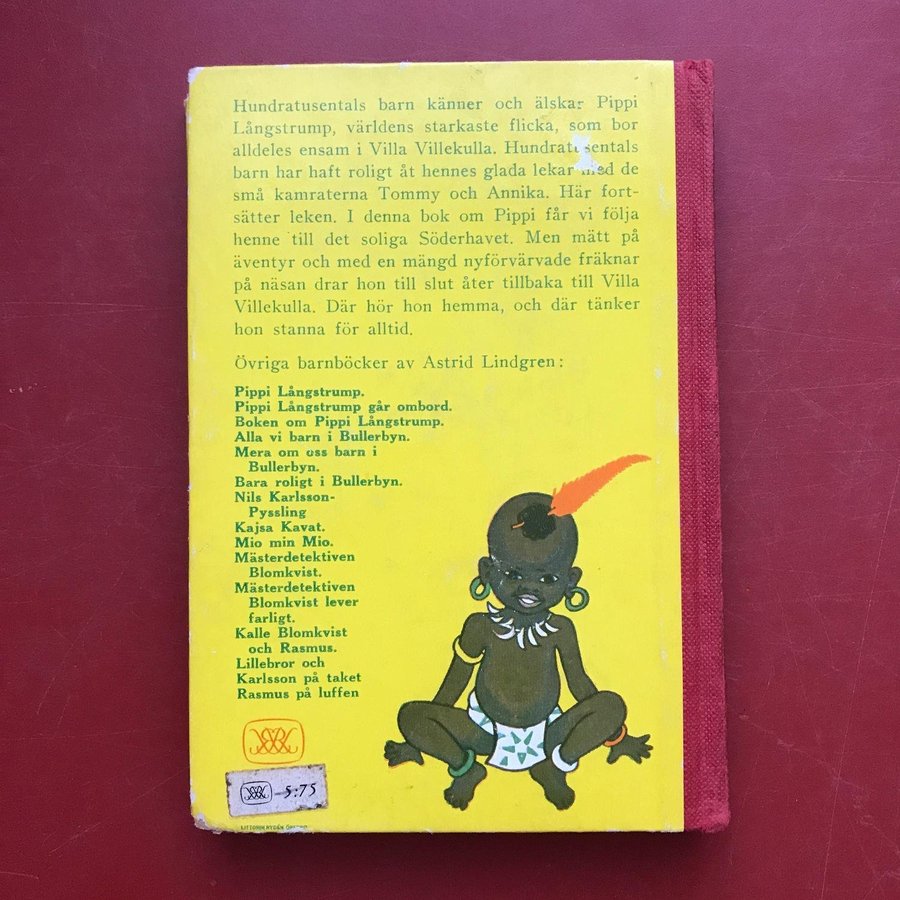 Hundratusentals barn känner och älskar Pippi
Långstrump, världens starkaste flicka, som bor
alldeles ensam i Villa Villekulla. Hundratusentals
barn har haft roligt åt hennes glada lekar med de
små kamraterna Tommy och Annika. Här fort-
sätter leken. I denna bok om Pippi får vi följa
henne till det soliga Söderhavet. Men mätt på
äventyr och med en mängd nyförvärvade fräknar
på näsan drar hon till slut åter tillbaka till Villa
Villekulla. Där hör hon hemma, och där tänker
hon stanna för alltid.
Övriga barnböcker av Astrid Lindgren:
Pippi Långstrump.
Pippi Långstrump går ombord.
Boken om Pippi Långstrump.
Alla vi barn i Bullerbyn.
Mera om oss barn i
Bullerbyn.
Bara roligt i Bullerbyn.
Nils Karlsson-
Pyssling
Kajsa Kavat.
Mio min Mio.
Mästerdetektiven
Blomkvist.
Mästerdetektiven
Blomkvist lever
farligt.
Kalle Blomkvist
och Rasmus.
Lillebror och
Karlsson på taket
Rasmus på luffen
5:75